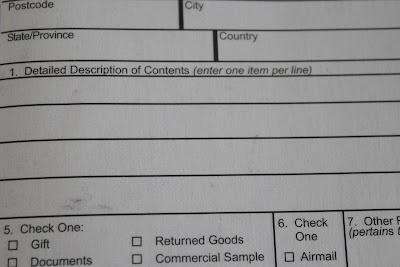 Postcode City
State/Province Country
1. Detailed Description of Contents (enter one item per line)
5. Check One: 6. Check 7. Other
Gift Returned Goods One (pertains
Documents Commercial Sample Airmail